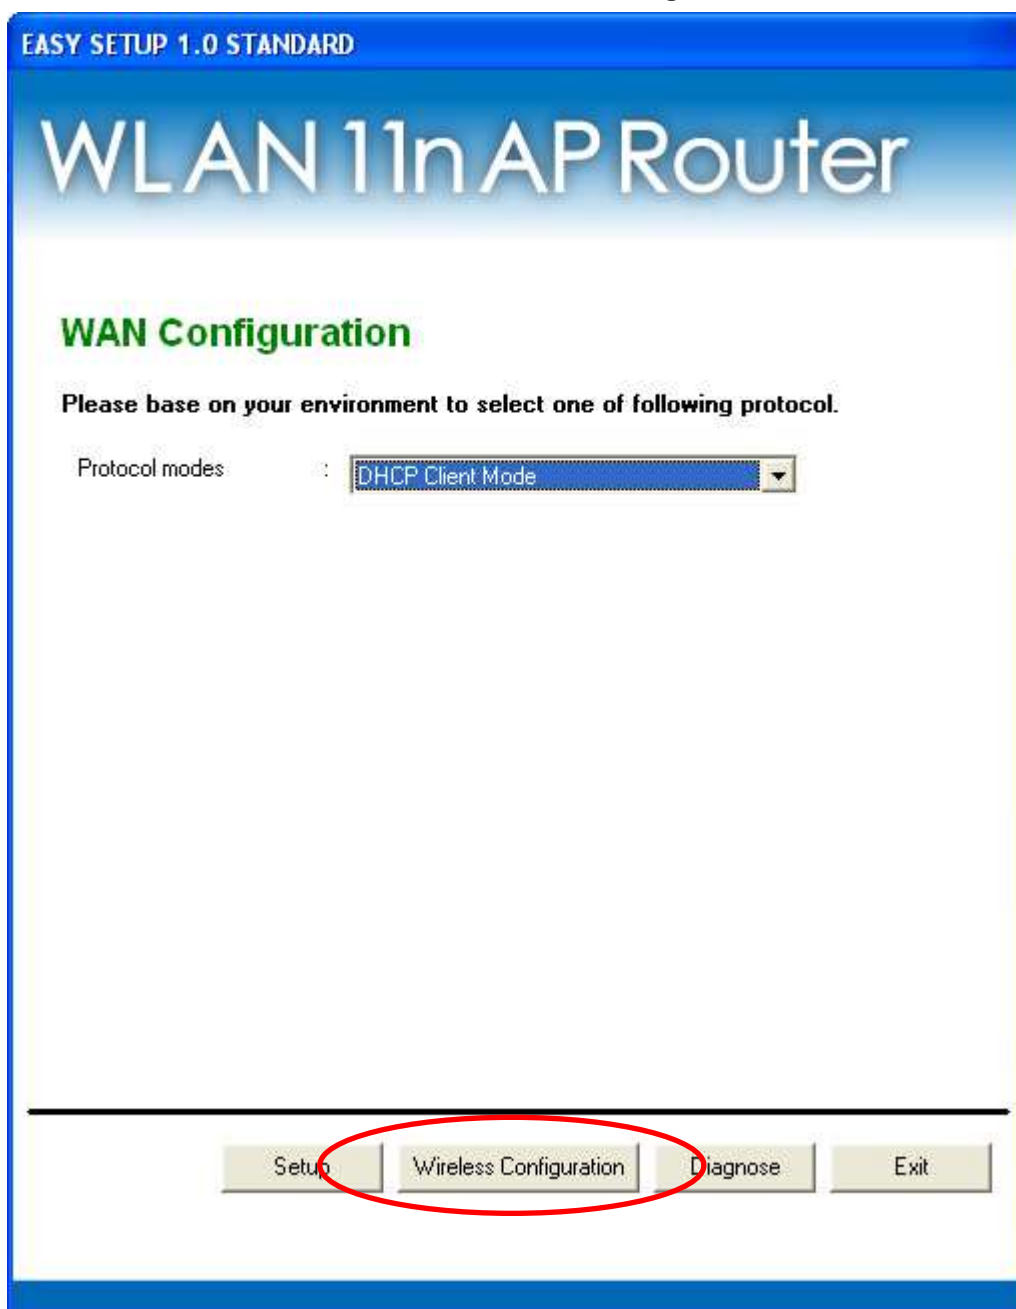 EASY SETUP 1.0 STANDARD
WLAN 11n AP Router
WAN Configuration
Please base on your environment to select one of following protocol.
Protocol modes : DHCP Client Mode
Setup Wireless Configuration Diagnose Exit